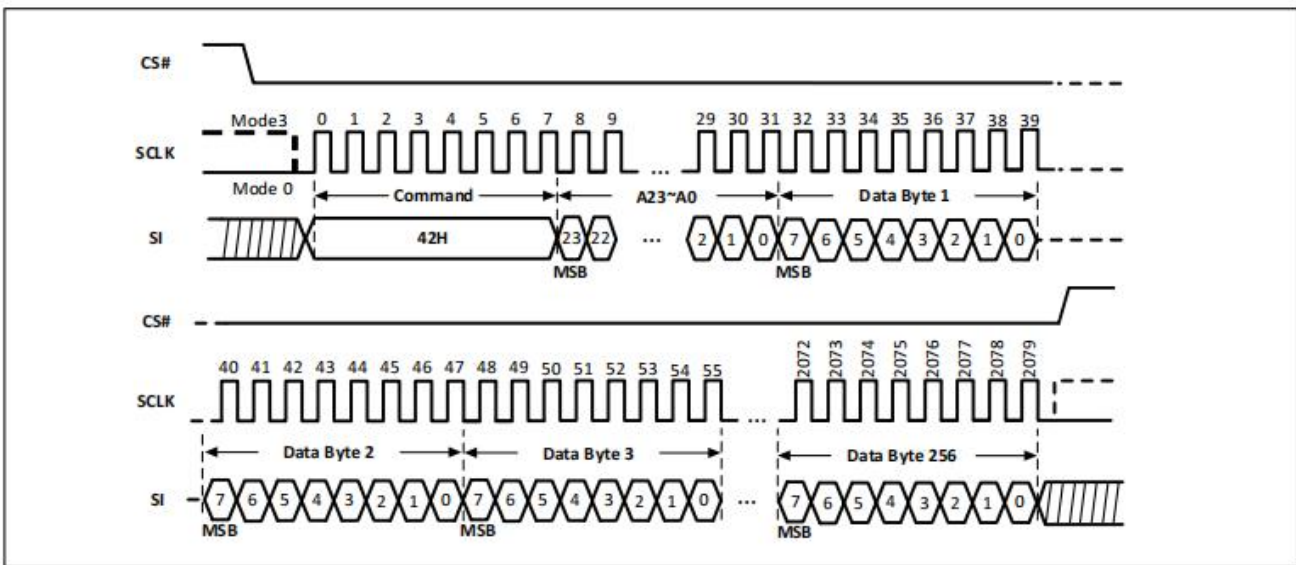 CS#
Mode3 0 1 2 3 4 5 6 7 8 9 29 30 31 32 33 34 35 36 37 38 39
SCLK ...
Mode 0 Command A23~A0 Data Byte 1
SI 42H 23 22 ... 2 1 0 7 6 5 4 3 2 1 0
MSB MSB
CS#
40 41 42 43 44 45 46 47 48 49 50 51 52 53 54 55 2072 2073 2074 2075 2076 2077 2078 2079
SCLK ...
Data Byte 2 Data Byte 3 Data Byte 256
SI 7 6 5 4 3 2 1 0 7 6 5 4 3 2 1 0 ... 7 6 5 4 3 2 1 0
MSB MSB MSB